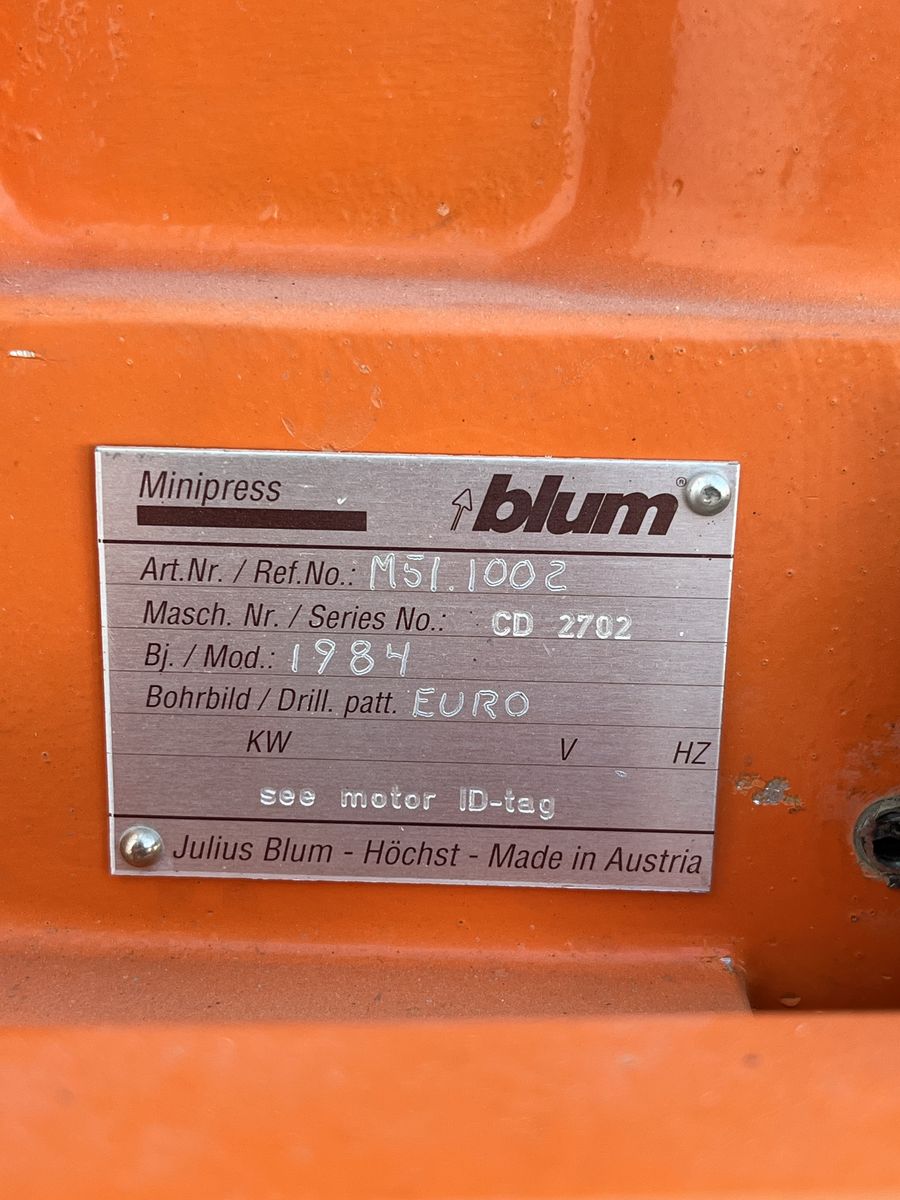 Minipress
blum®
Art.Nr. / Ref.No.: M51.1002
Masch. Nr. / Series No.: CD 2702
Bj. / Mod.: 1984
Bohrbild / Drill. patt. EURO
KW V HZ
see motor ID-tag
Julius Blum - Höchst - Made in Austria